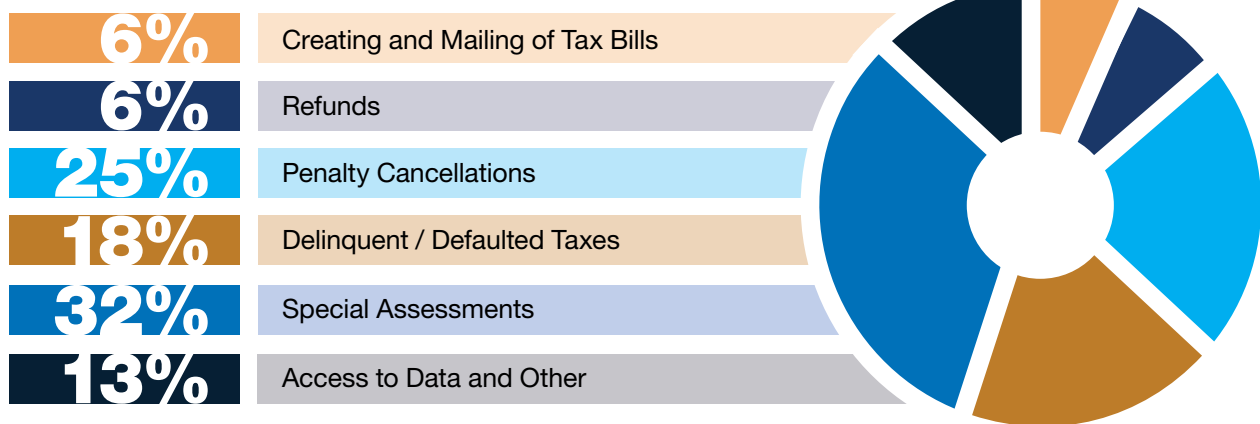 6% Creating and Mailing of Tax Bills
6% Refunds
25% Penalty Cancellations
18% Delinquent / Defaulted Taxes
32% Special Assessments
13% Access to Data and Other